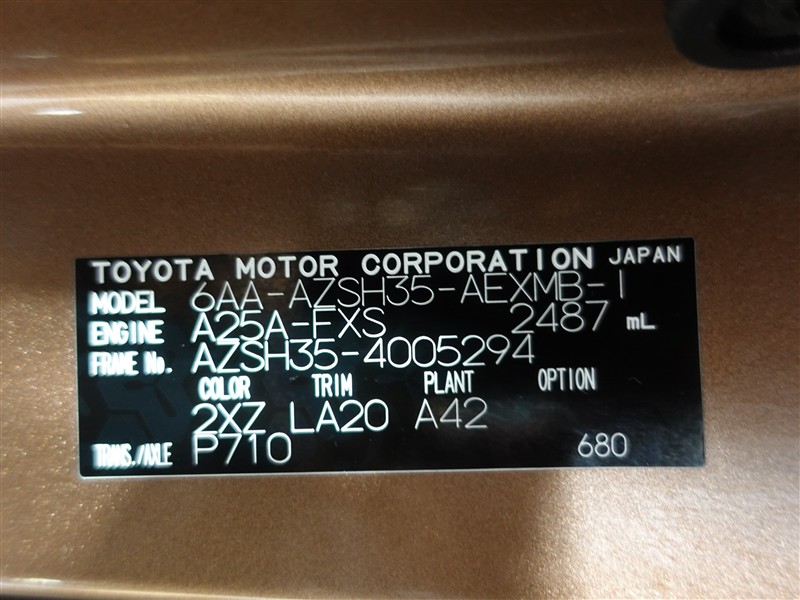 TOYOTA MOTOR CORPORATION JAPAN
MODEL 6AA-AZSH35-AEXMB-I
ENGINE A25A-FXS 2487 mL
FRAME No. AZSH35-4005294
COLOR TRIM PLANT OPTION
2XZ LA20 A42
TRANS./AXLE P710 680